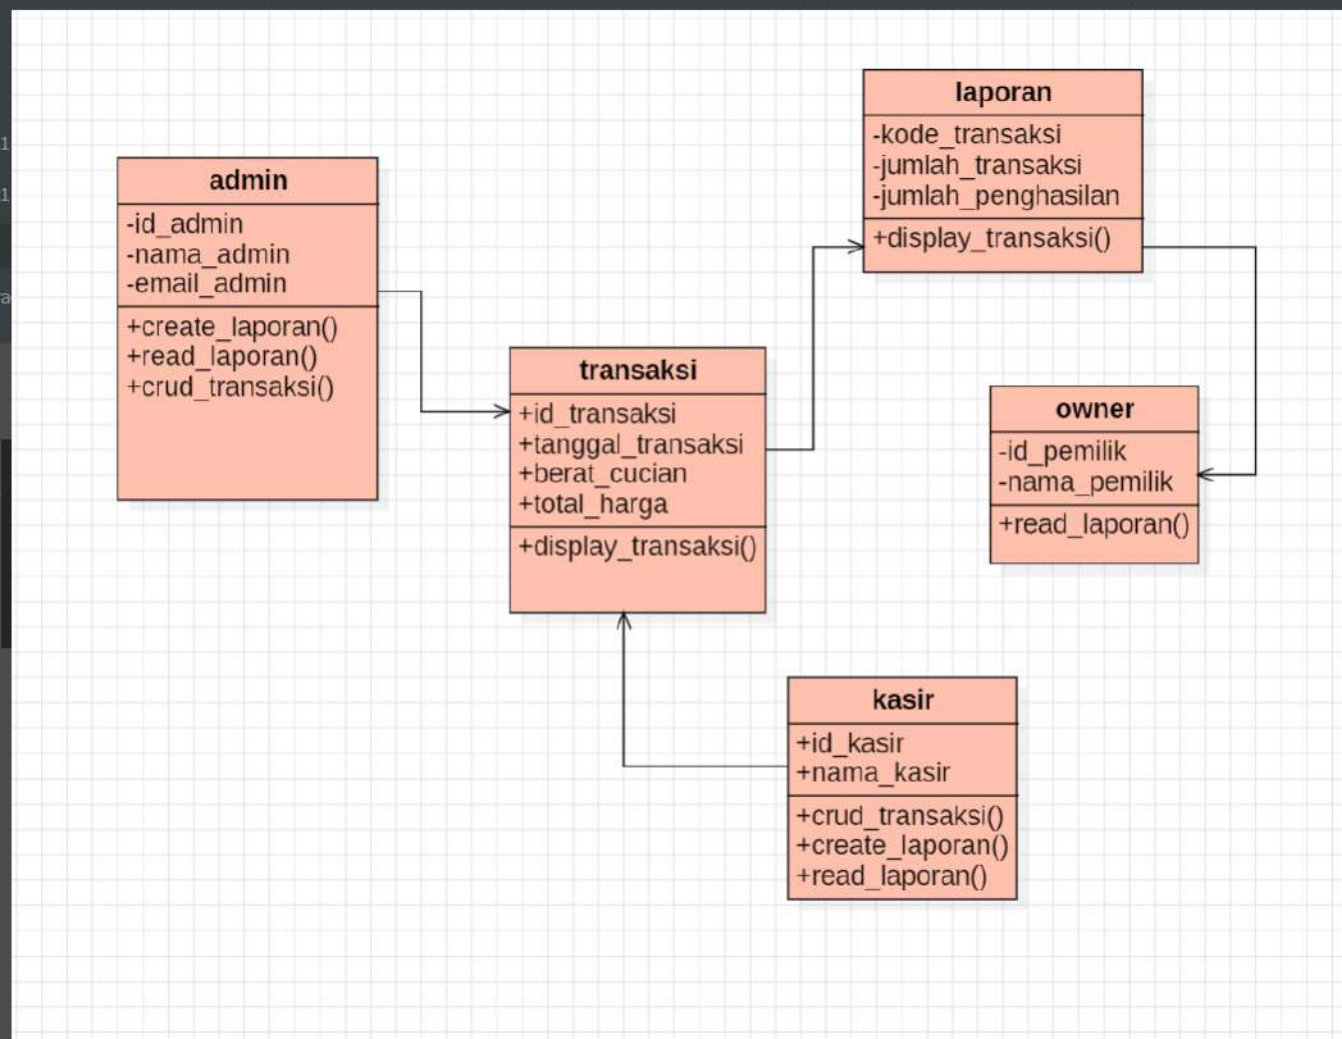 admin
-id_admin
-nama_admin
-email_admin
+create_laporan()
+read_laporan()
+crud_transaksi()
transaksi
+id_transaksi
+tanggal_transaksi
+berat_cucian
+total_harga
+display_transaksi()
laporan
-kode_transaksi
-jumlah_transaksi
-jumlah_penghasilan
+display_transaksi()
owner
-id_pemilik
-nama_pemilik
+read_laporan()
kasir
+id_kasir
+nama_kasir
+crud_transaksi()
+create_laporan()
+read_laporan()